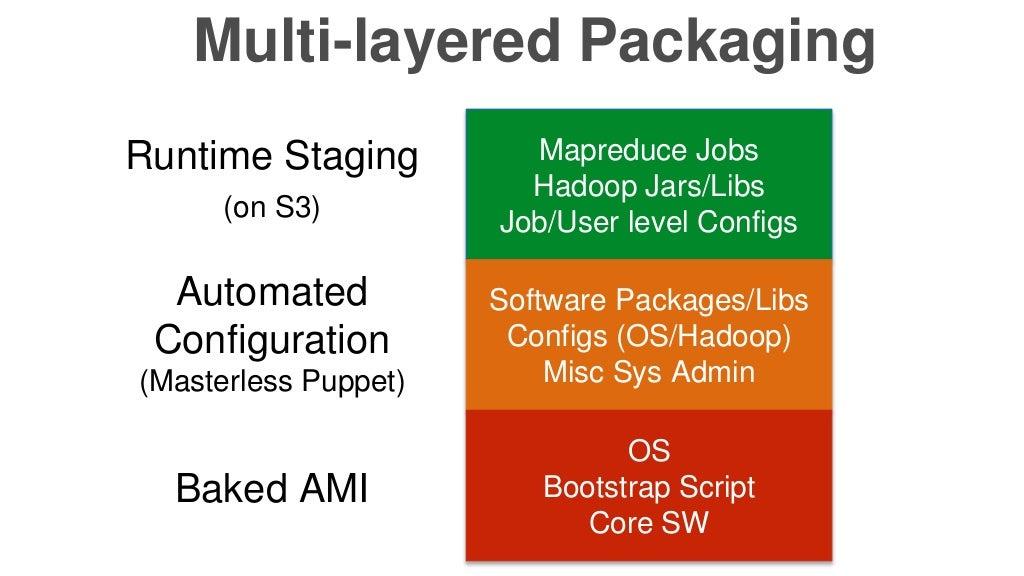 Multi-layered Packaging
Runtime Staging
(on S3)
Mapreduce Jobs
Hadoop Jars/Libs
Job/User level Configs
Automated
Configuration
(Masterless Puppet)
Software Packages/Libs
Configs (OS/Hadoop)
Misc Sys Admin
Baked AMI
OS
Bootstrap Script
Core SW